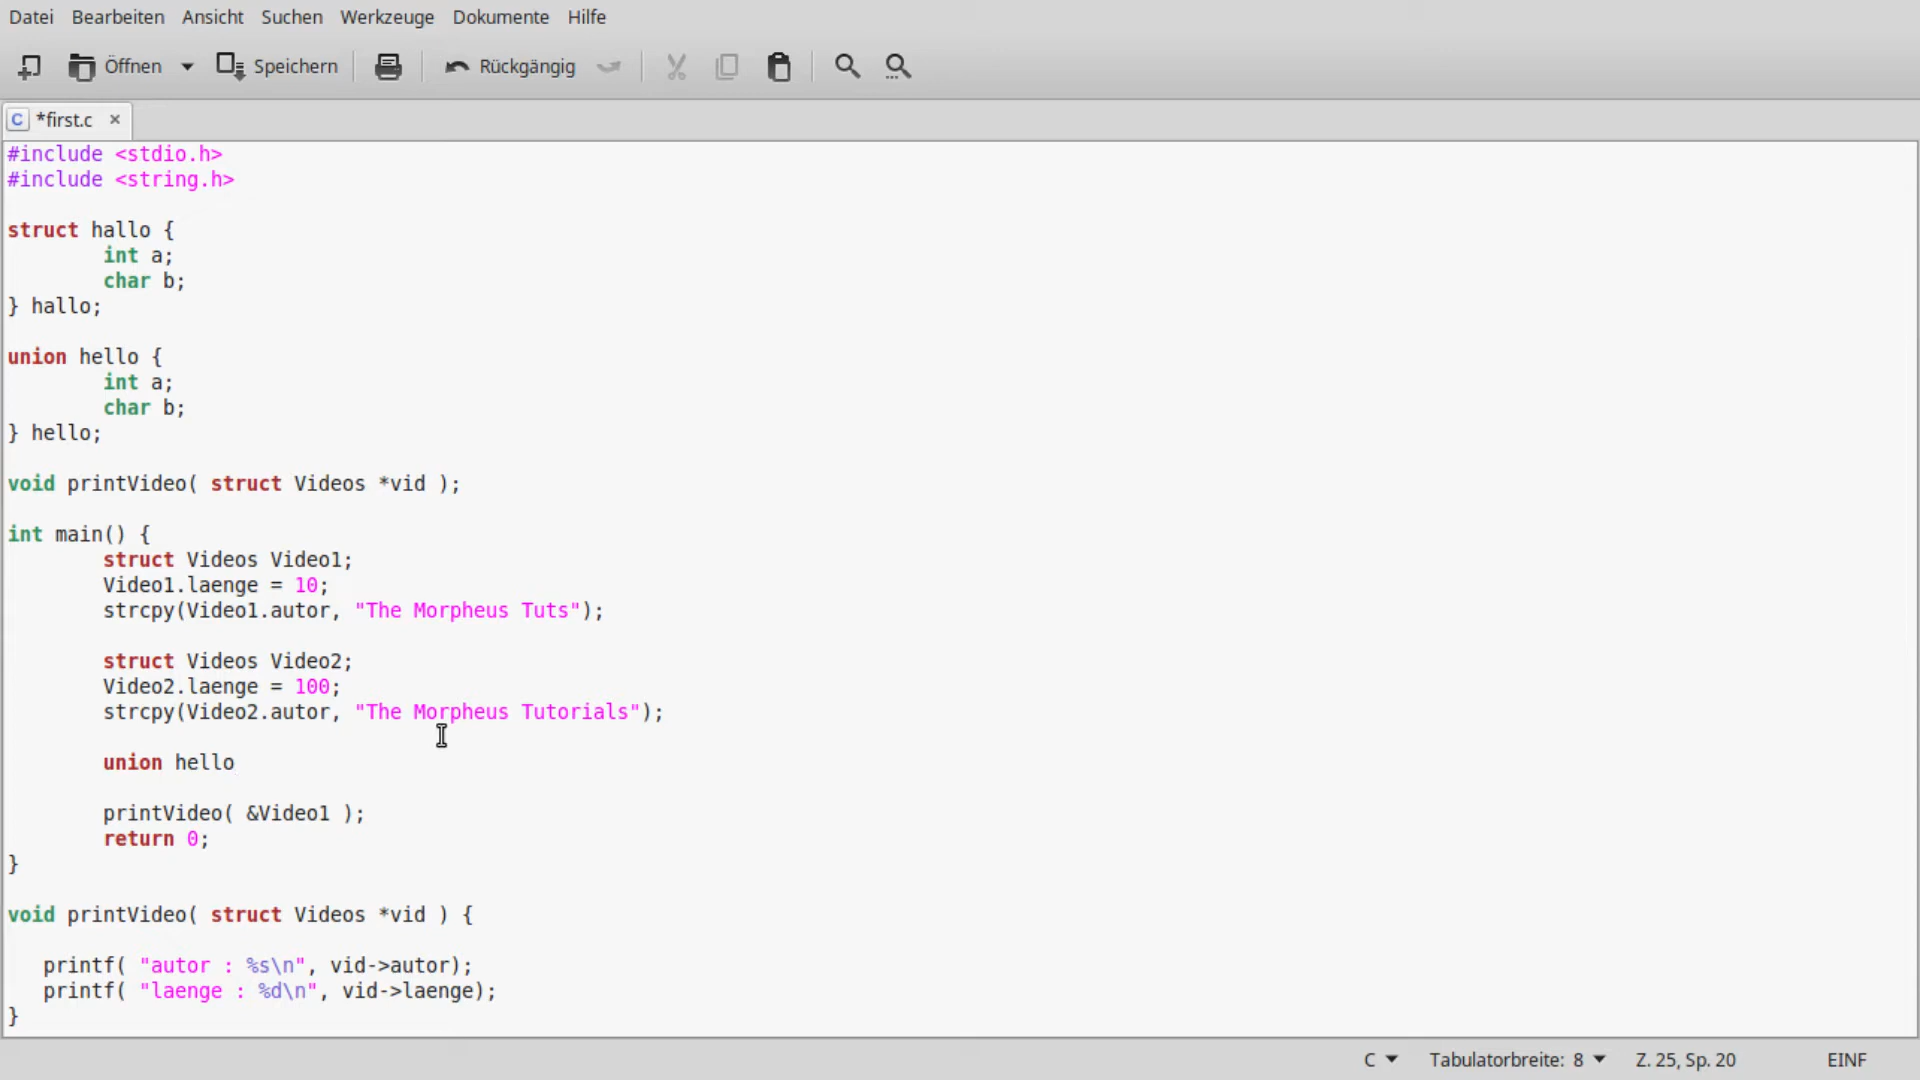 Datei Bearbeiten Ansicht Suchen Werkzeuge Dokumente Hilfe
Öffnen Speichern Rückgängig
C *first.c ×
#include <stdio.h>
#include <string.h>
struct hallo {
int a;
char b;
} hallo;
union hello {
int a;
char b;
} hello;
void printVideo( struct Videos *vid );
int main() {
struct Videos Video1;
Video1.laenge = 10;
strcpy(Video1.autor, "The Morpheus Tuts");
struct Videos Video2;
Video2.laenge = 100;
strcpy(Video2.autor, "The Morpheus Tutorials");
union hello
printVideo( &Video1 );
return 0;
}
void printVideo( struct Videos *vid ) {
printf( "autor : %s\n", vid->autor);
printf( "laenge : %d\n", vid->laenge);
}
C Tabulatorbreite: 8 Z. 25, Sp. 20 EINF